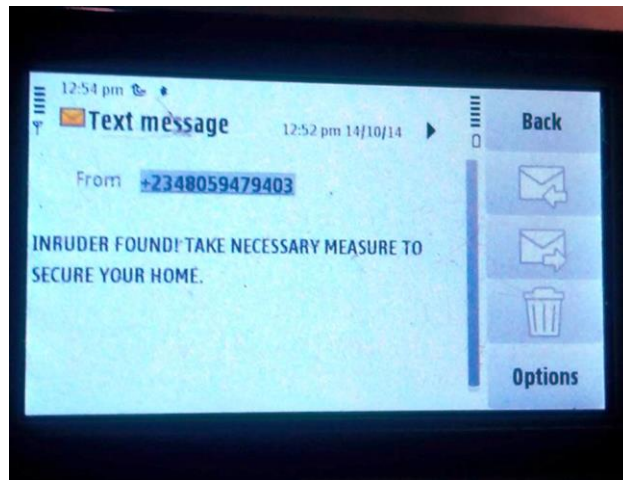 12:54 pm
Text message 12:52 pm 14/10/14
Back
From +2348059479403
INRUDER FOUND! TAKE NECESSARY MEASURE TO
SECURE YOUR HOME.
Options